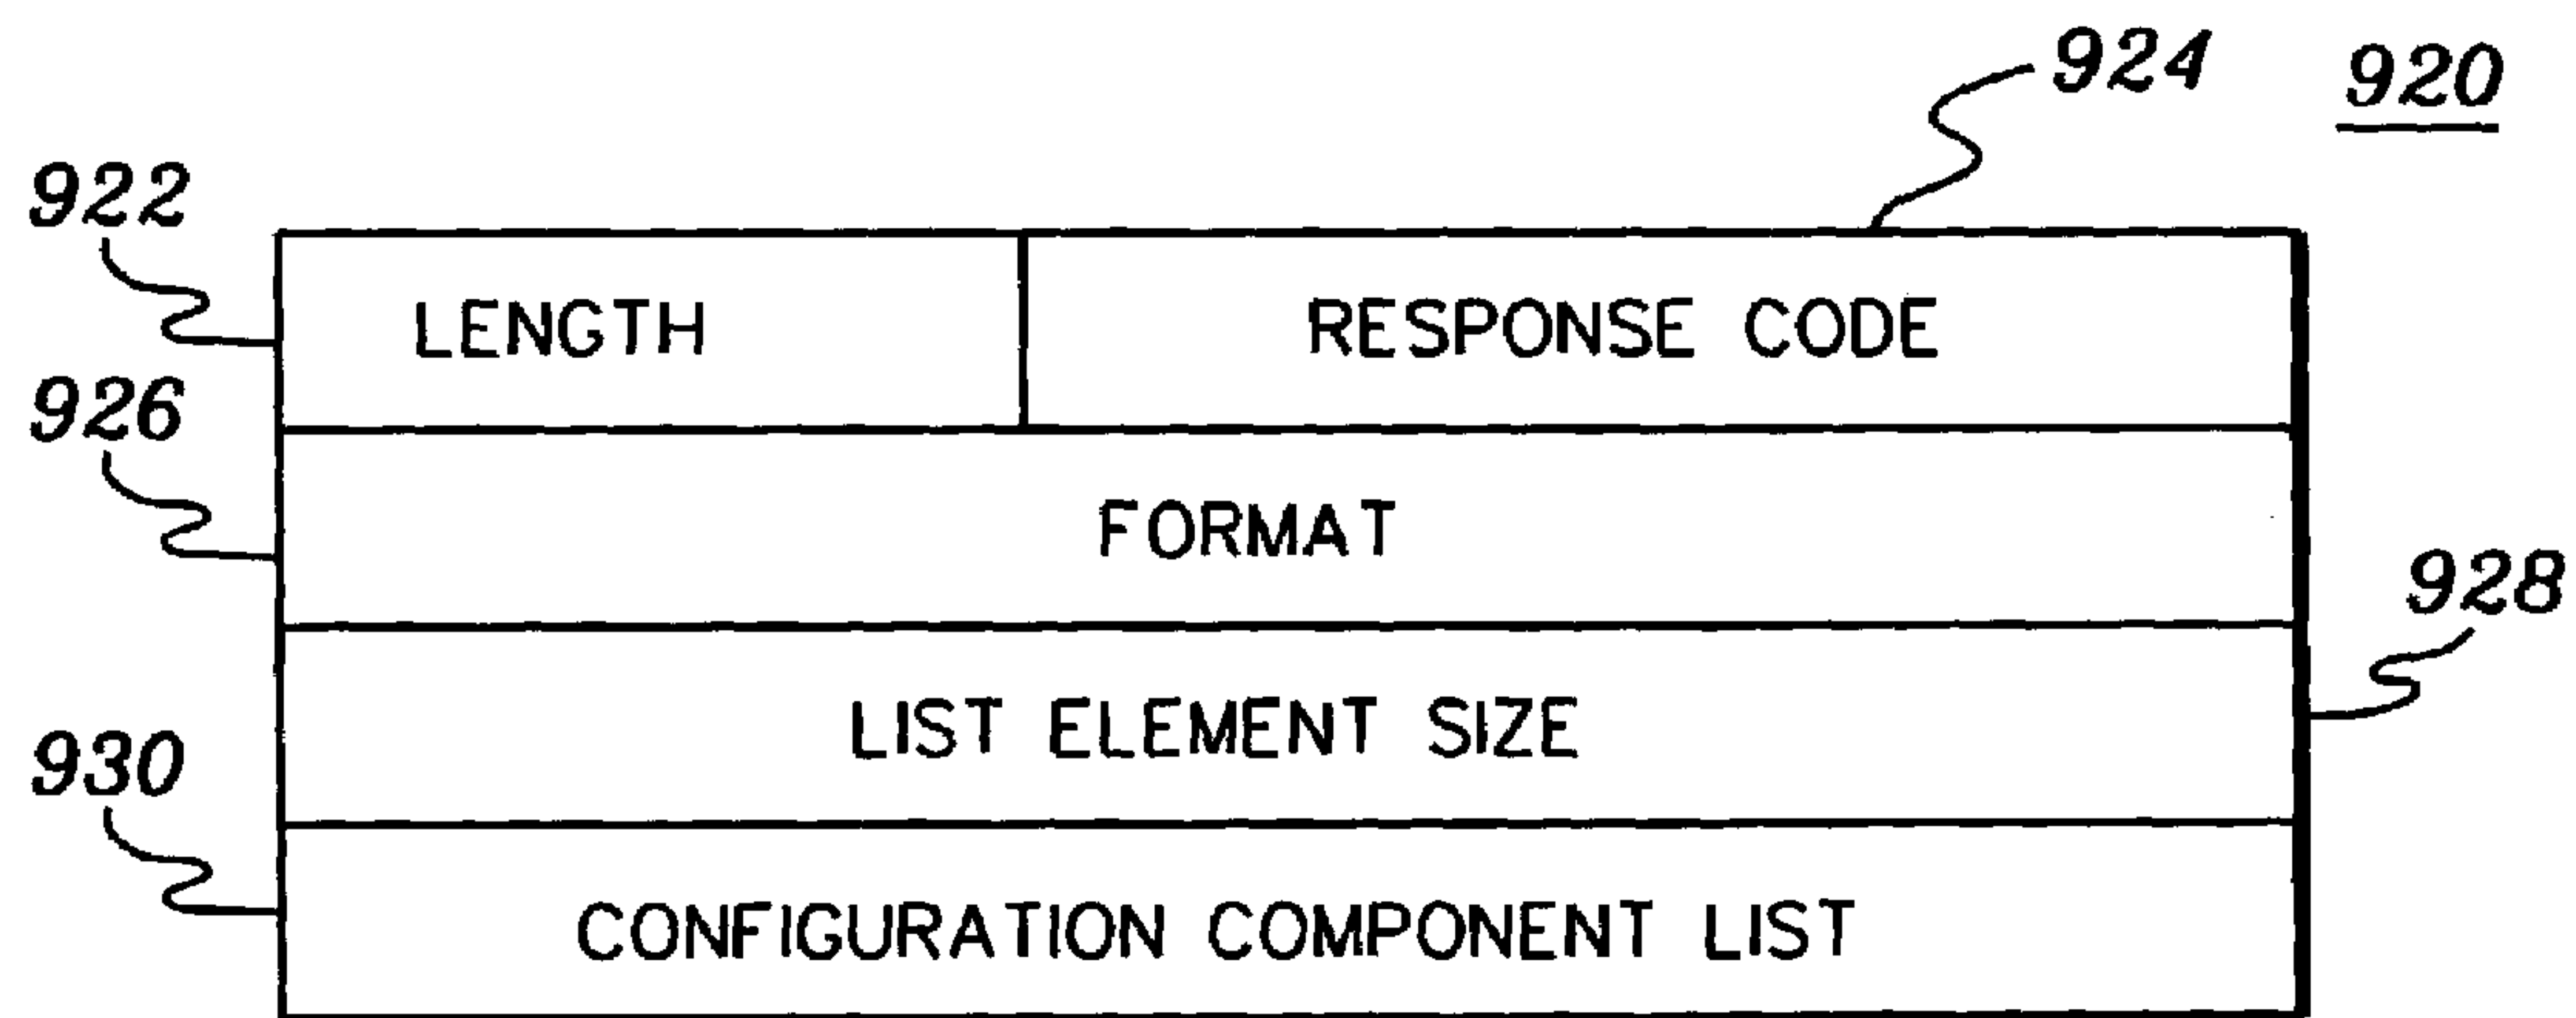 924 920
922
LENGTH RESPONSE CODE
926
FORMAT
928
LIST ELEMENT SIZE
930
CONFIGURATION COMPONENT LIST